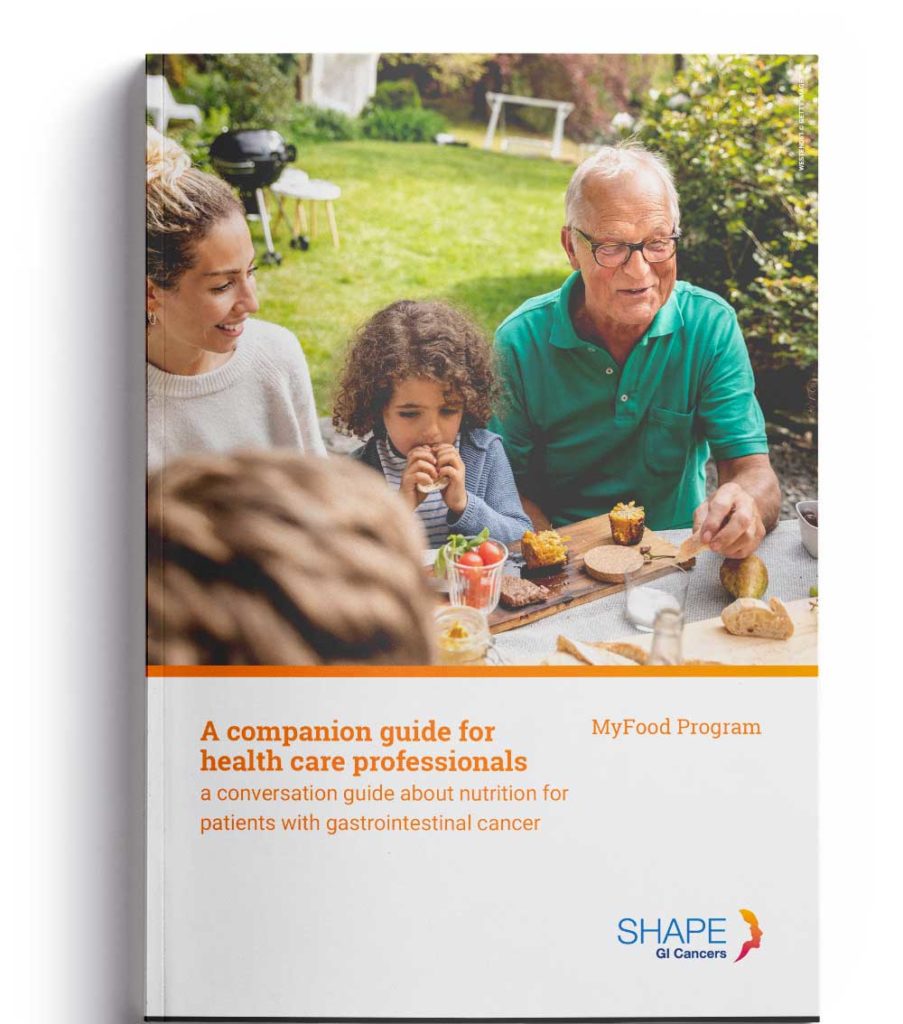 A companion guide for
health care professionals
a conversation guide about nutrition for
patients with gastrointestinal cancer
MyFood Program
SHAPE
GI Cancers